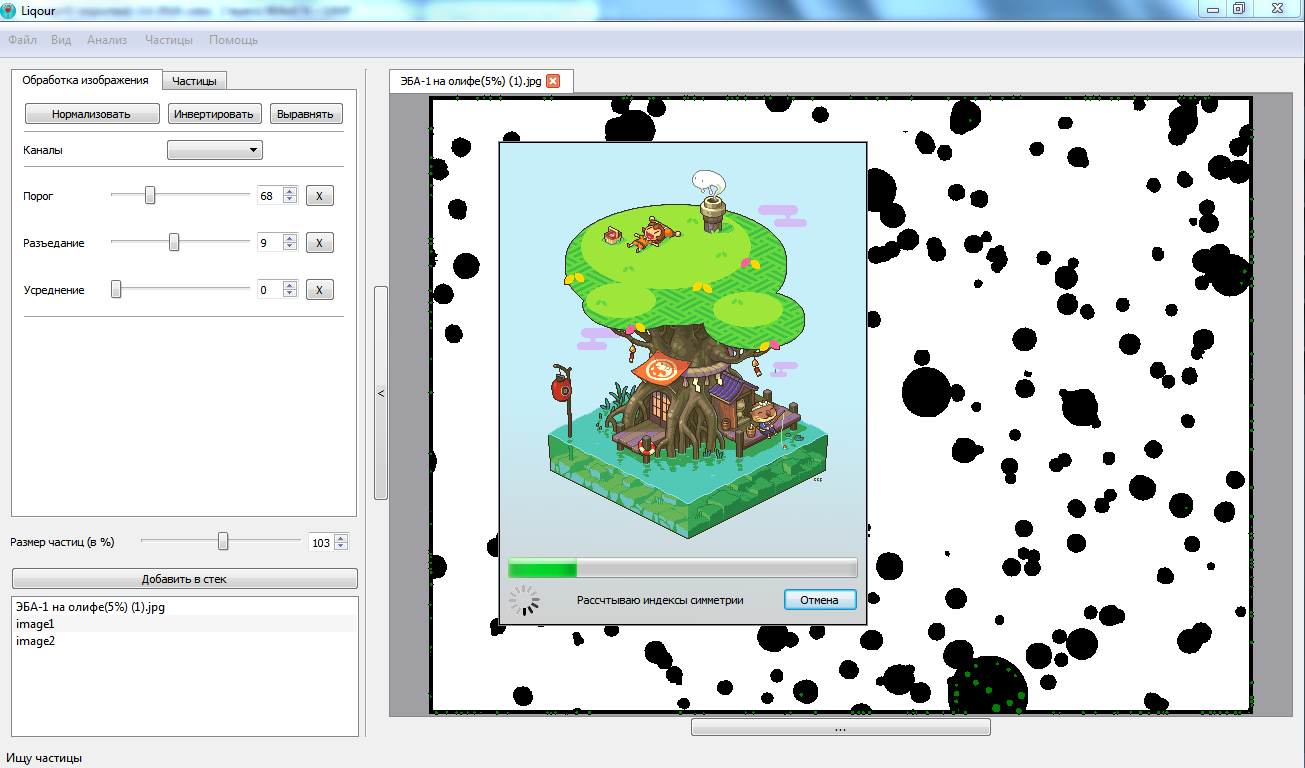 Liqour
Файл Вид Анализ Частицы Помощь
Обработка изображения Частицы
Нормализовать Инвертировать Выравнять
Каналы
Порог 68 X
Разъедание 9 X
Усреднение 0 X
Размер частиц (в %) 103
Добавить в стек
ЭБА-1 на олифе(5%) (1).jpg
image1
image2
<
ЭБА-1 на олифе(5%) (1).jpg
Рассчтываю индексы симметрии Отмена
...
Ищу частицы